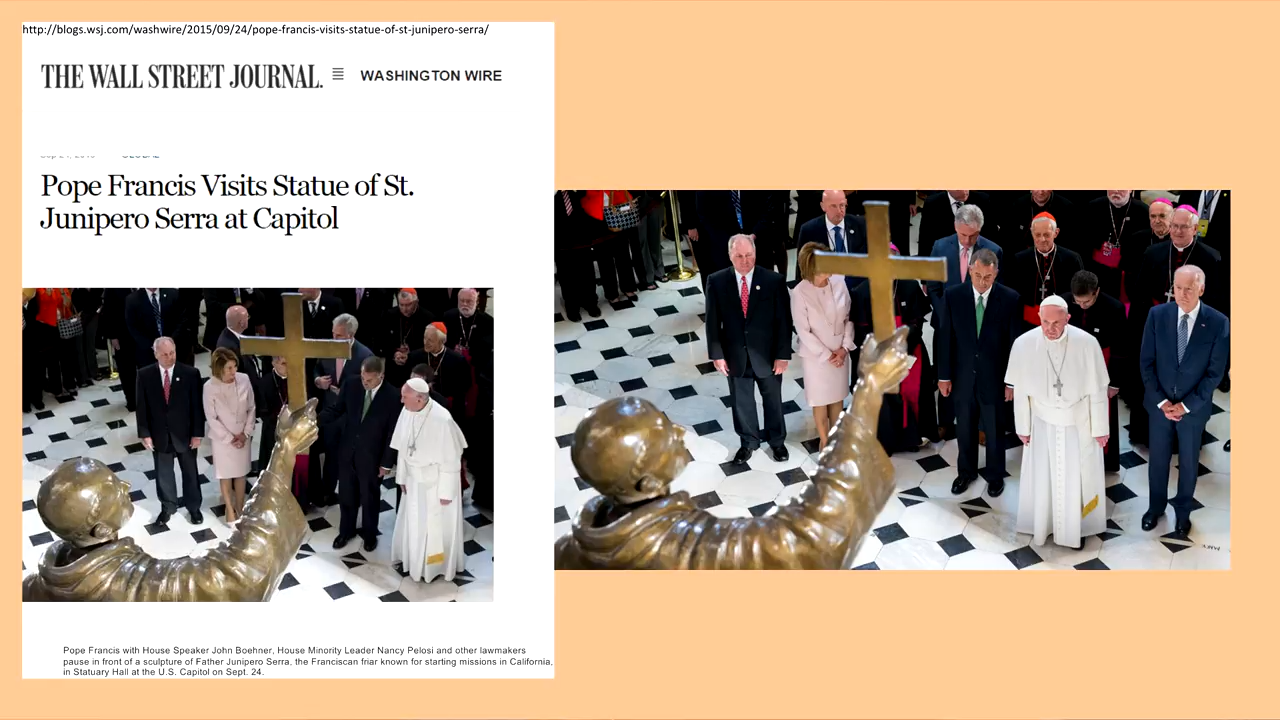 http://blogs.wsj.com/washwire/2015/09/24/pope-francis-visits-statue-of-st-junipero-serra/
THE WALL STREET JOURNAL. WASHINGTON WIRE
Pope Francis Visits Statue of St.
Junipero Serra at Capitol
Pope Francis with House Speaker John Boehner, House Minority Leader Nancy Pelosi and other lawmakers
pause in front of a sculpture of Father Junipero Serra, the Franciscan friar known for starting missions in California,
in Statuary Hall at the U.S. Capitol on Sept. 24.